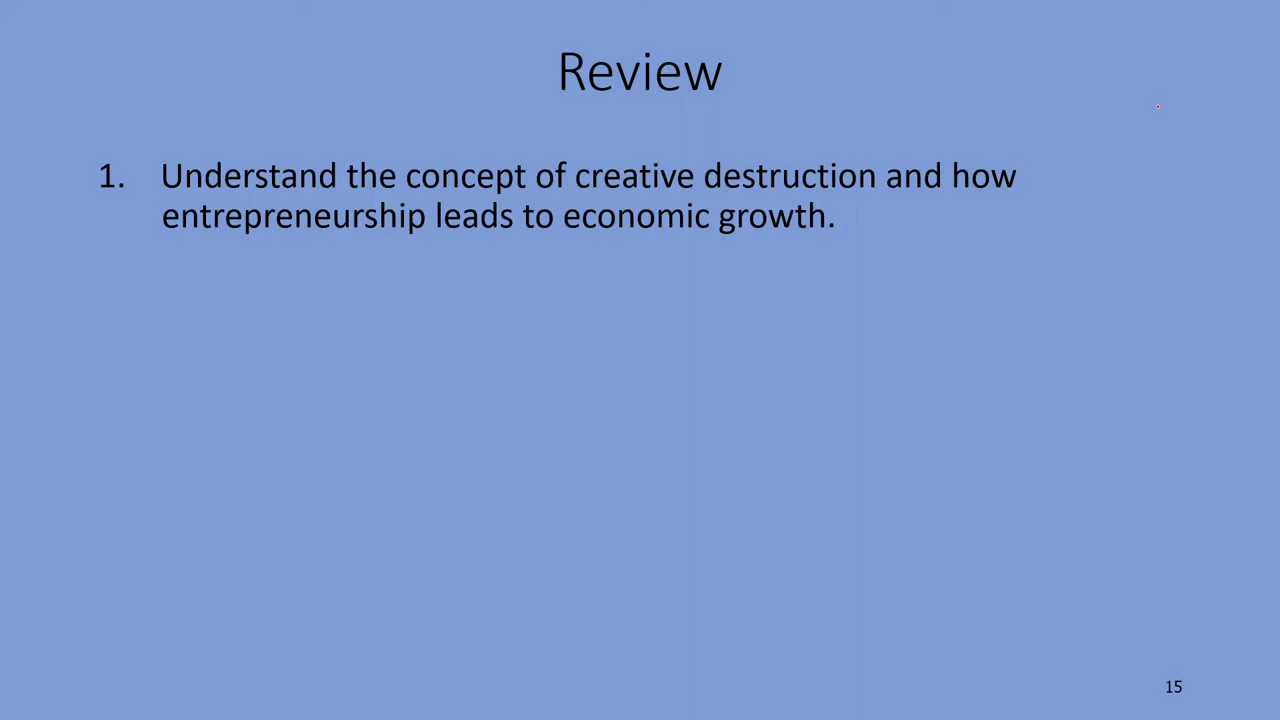 Review
1. Understand the concept of creative destruction and how
entrepreneurship leads to economic growth.
15